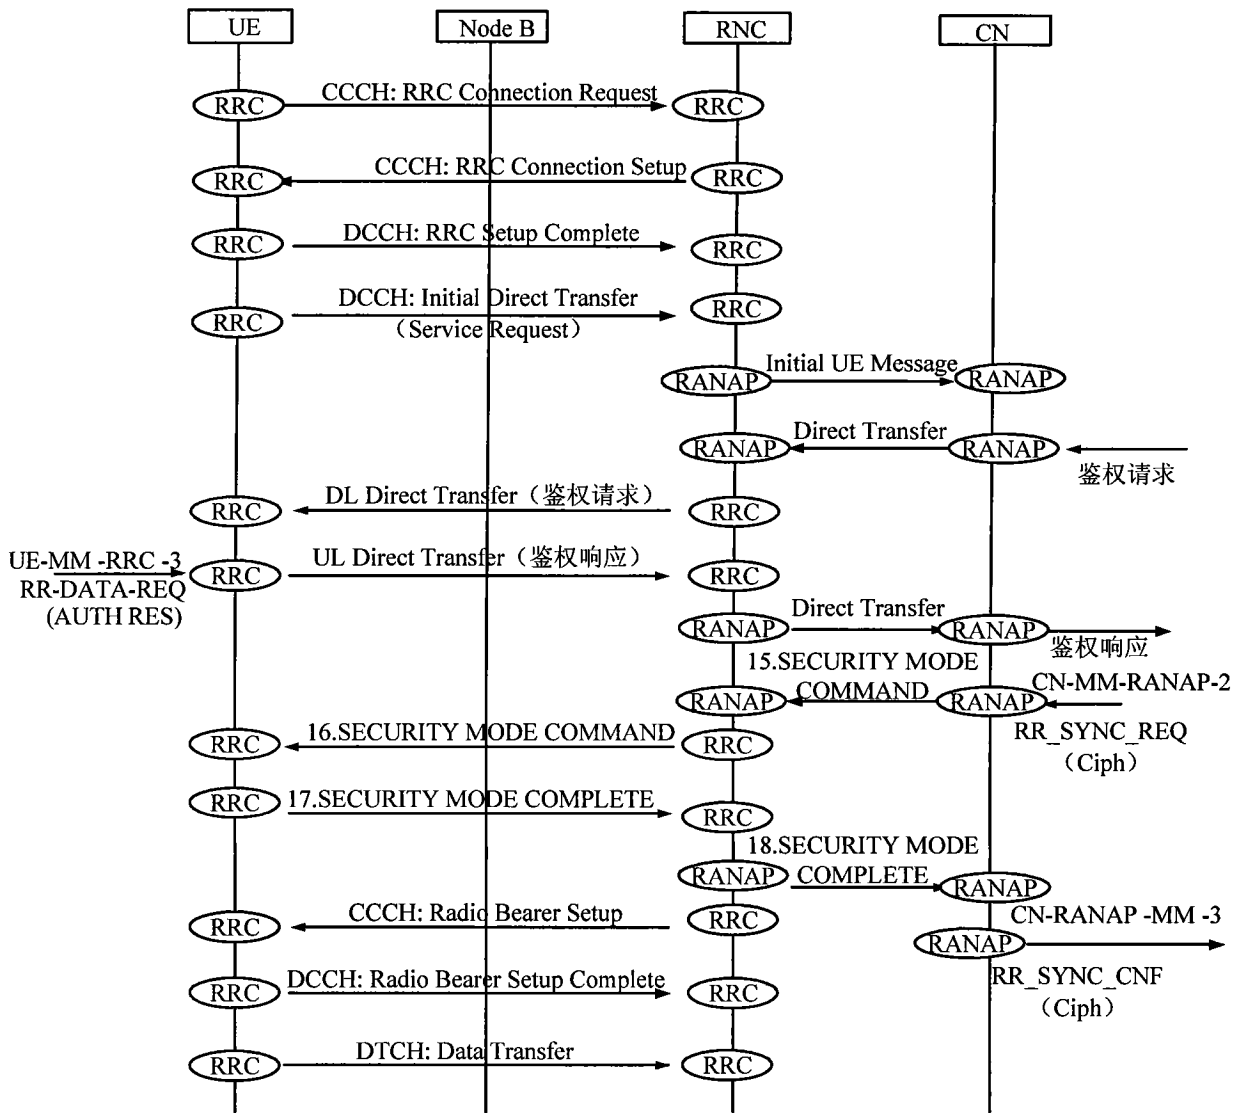 UE
Node B
RNC
CN
CCCH: RRC Connection Request
RRC
RRC
CCCH: RRC Connection Setup
RRC
RRC
DCCH: RRC Setup Complete
RRC
RRC
DCCH: Initial Direct Transfer
RRC
RRC
（Service Request）
Initial UE Message
RANAP
RANAP
Direct Transfer
RANAP
RANAP
鉴权请求
DL Direct Transfer（鉴权请求）
RRC
RRC
UE-MM -RRC -3
UL Direct Transfer（鉴权响应）
RRC
RRC
RR-DATA-REQ
(AUTH RES)
Direct Transfer
RANAP
RANAP
鉴权响应
15.SECURITY MODE
COMMAND
CN-MM-RANAP-2
RANAP
RANAP
RR_SYNC_REQ
（Ciph）
16.SECURITY MODE COMMAND
RRC
RRC
17.SECURITY MODE COMPLETE
RRC
RRC
18.SECURITY MODE
COMPLETE
RANAP
RANAP
CCCH: Radio Bearer Setup
RRC
RRC
CN-RANAP -MM -3
RANAP
RR_SYNC_CNF
（Ciph）
DCCH: Radio Bearer Setup Complete
RRC
RRC
DTCH: Data Transfer
RRC
RRC